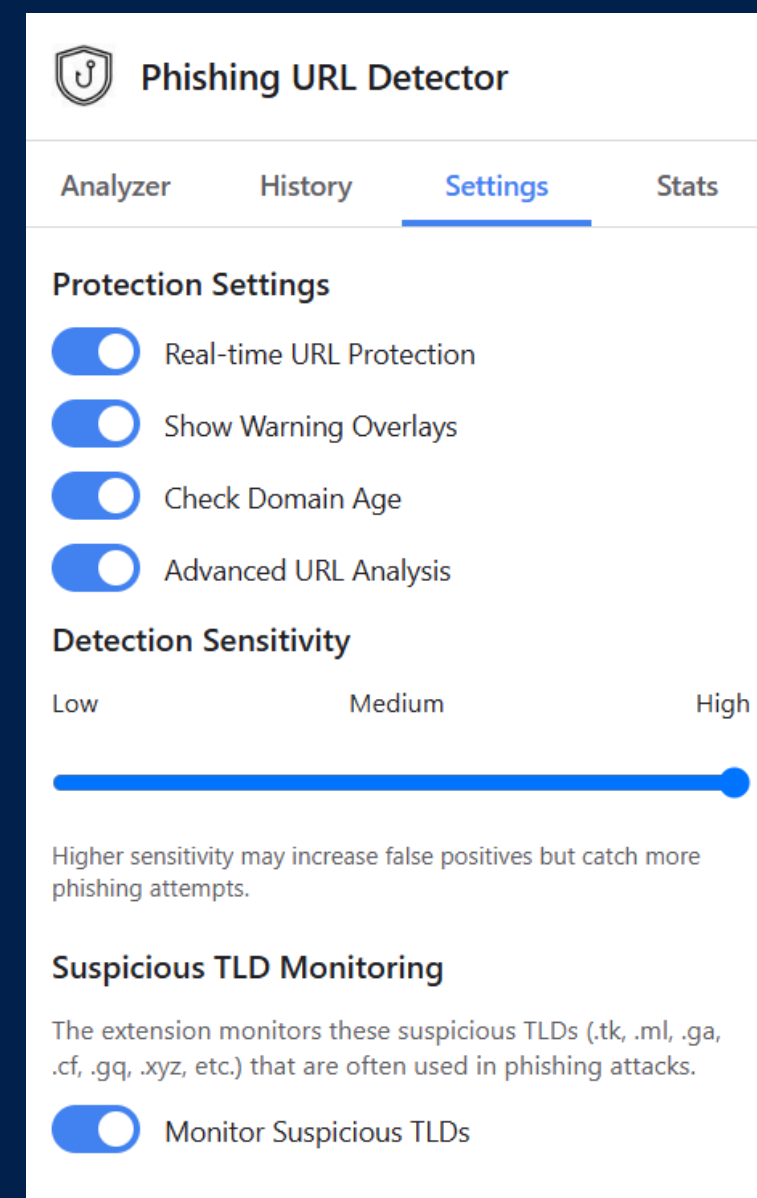 Phishing URL Detector
Analyzer History Settings Stats
Protection Settings
Real-time URL Protection
Show Warning Overlays
Check Domain Age
Advanced URL Analysis
Detection Sensitivity
Low Medium High
Higher sensitivity may increase false positives but catch more
phishing attempts.
Suspicious TLD Monitoring
The extension monitors these suspicious TLDs (.tk, .ml, .ga,
.cf, .gq, .xyz, etc.) that are often used in phishing attacks.
Monitor Suspicious TLDs